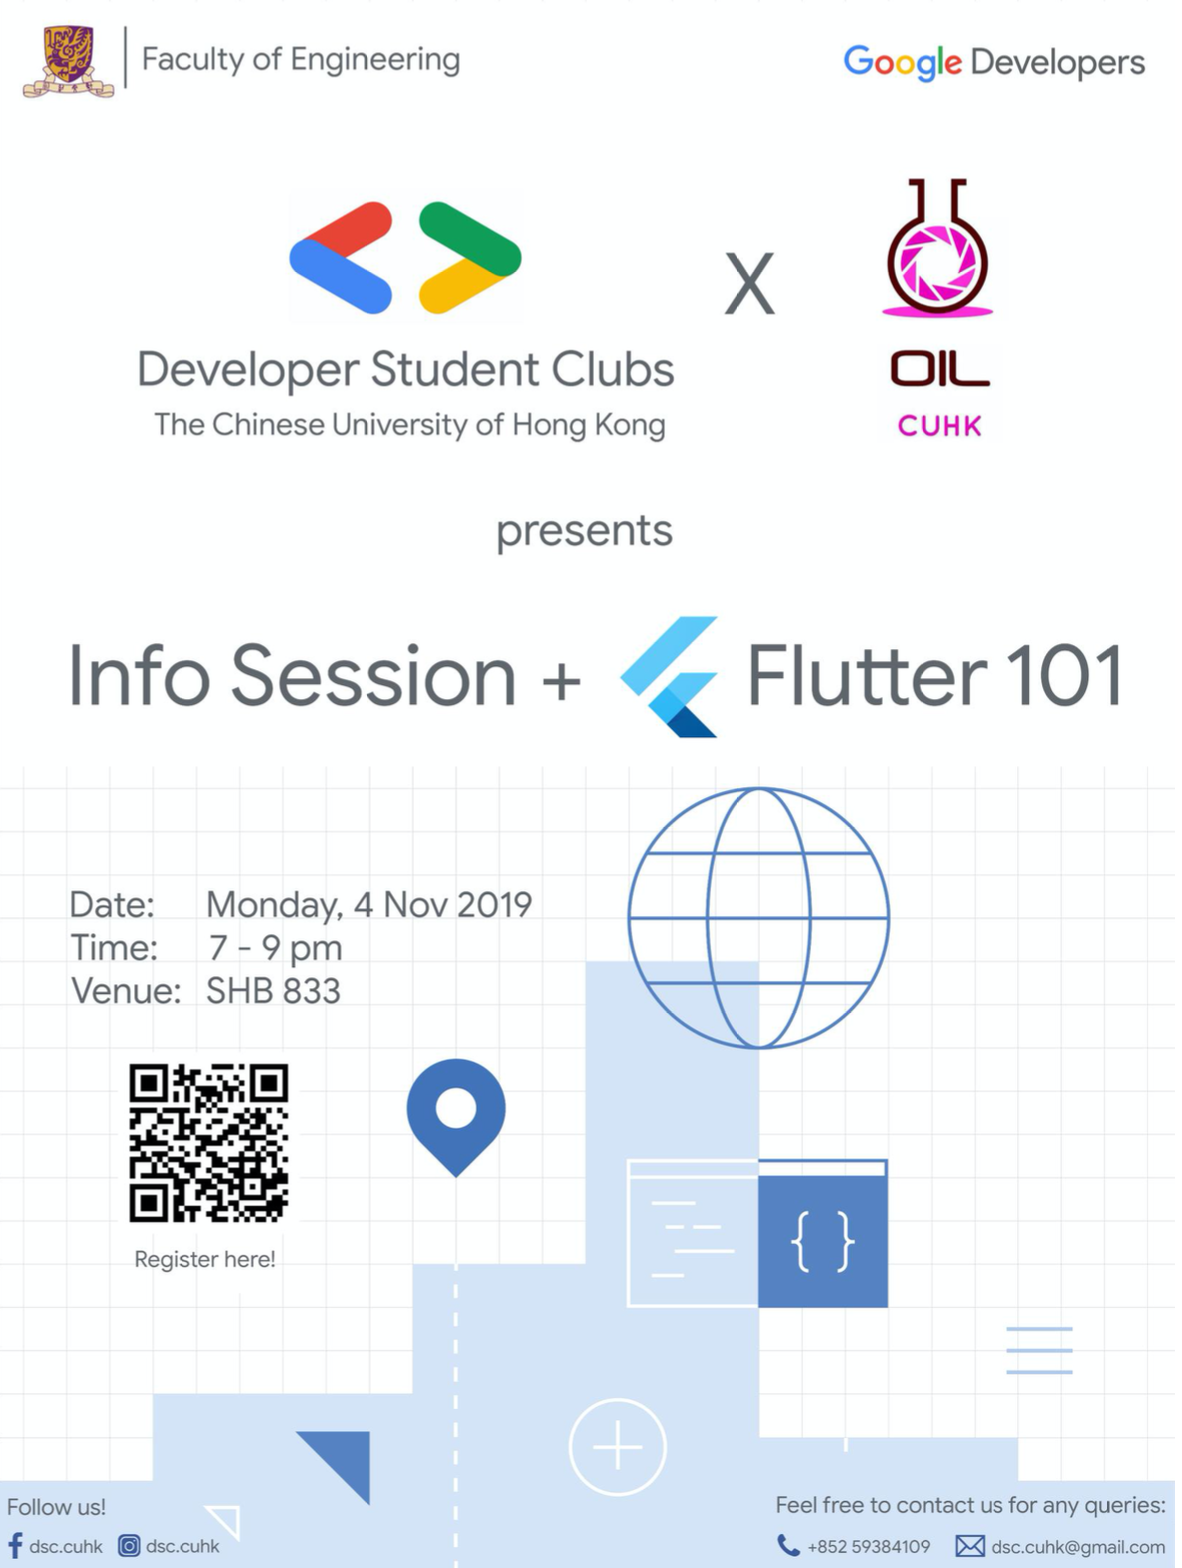 Faculty of Engineering
Google Developers
X
Developer Student Clubs
The Chinese University of Hong Kong
OIL
CUHK
presents
Info Session + Flutter 101
Date: Monday, 4 Nov 2019
Time: 7 - 9 pm
Venue: SHB 833
{ }
Register here!
Follow us!
dsc.cuhk dsc.cuhk
Feel free to contact us for any queries:
+852 59384109 dsc.cuhk@gmail.com